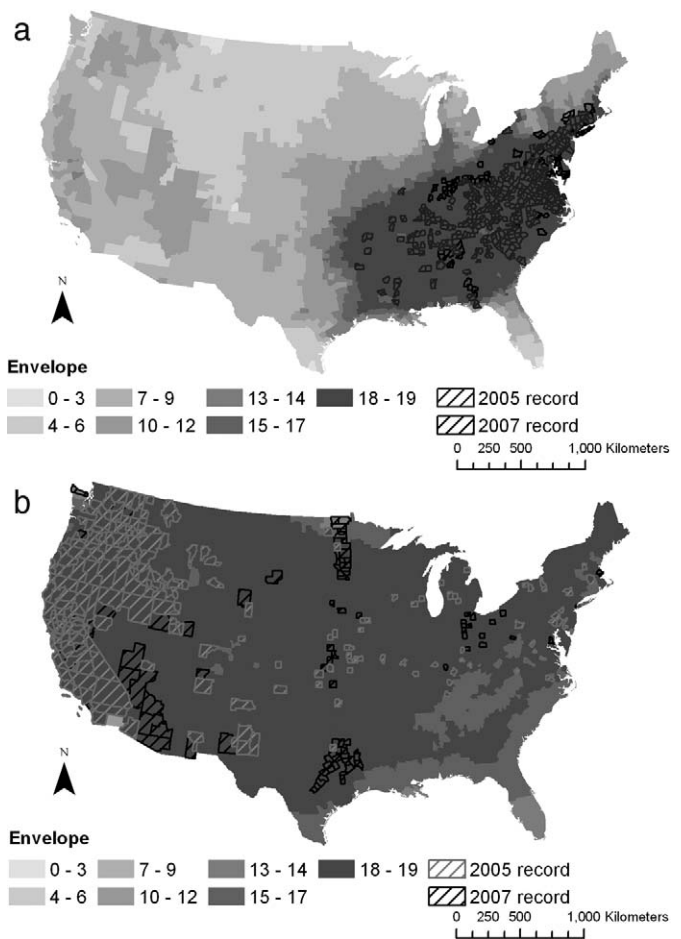 a
N
Envelope
0 - 3 7 - 9 13 - 14 18 - 19 2005 record
4 - 6 10 - 12 15 - 17 2007 record
0 250 500 1,000 Kilometers
b
N
Envelope
0 - 3 7 - 9 13 - 14 18 - 19 2005 record
4 - 6 10 - 12 15 - 17 2007 record
0 250 500 1,000 Kilometers